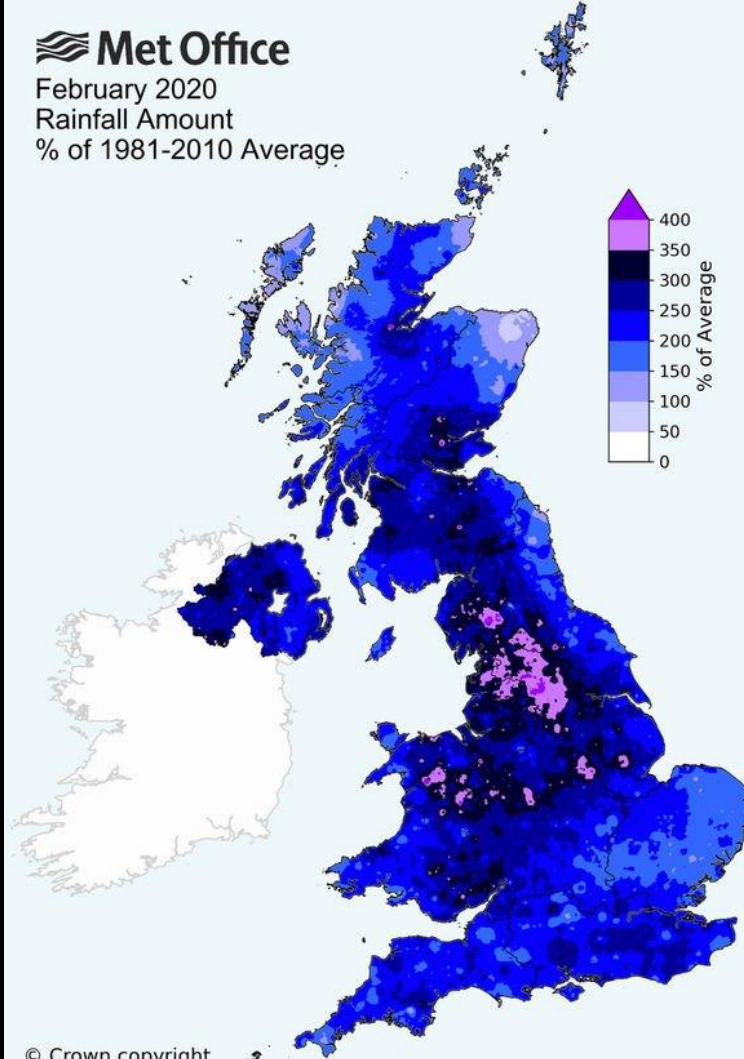 Met Office
February 2020
Rainfall Amount
% of 1981-2010 Average
400
350
300
250
200
150
100
50
0
% of Average
© Crown copyright